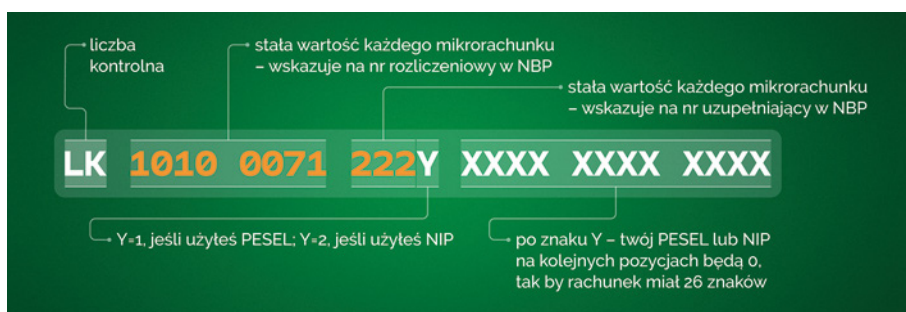 liczba
kontrolna
stała wartość każdego mikrorachunku
– wskazuje na nr rozliczeniowy w NBP
stała wartość każdego mikrorachunku
– wskazuje na nr uzupełniający w NBP
LK 1010 0071 222Y XXXX XXXX XXXX
Y=1, jeśli użyłeś PESEL; Y=2, jeśli użyłeś NIP
po znaku Y – twój PESEL lub NIP
na kolejnych pozycjach będą 0,
tak by rachunek miał 26 znaków